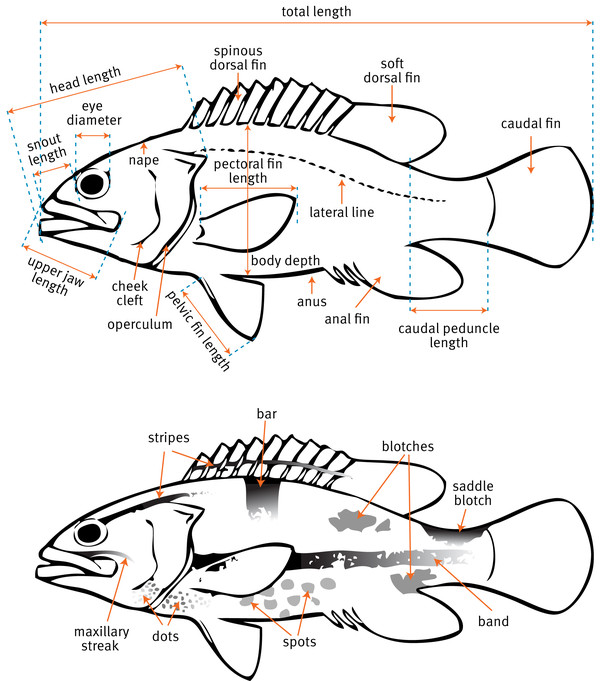 total length
spinous
dorsal fin
soft
dorsal fin
head length
eye
diameter
caudal fin
snout
length
nape
pectoral fin
length
lateral line
upper jaw
length
cheek
cleft
operculum
body depth
pelvic fin length
anus
anal fin
caudal peduncle
length
bar
stripes
blotches
saddle
blotch
maxillary
streak
dots
spots
band